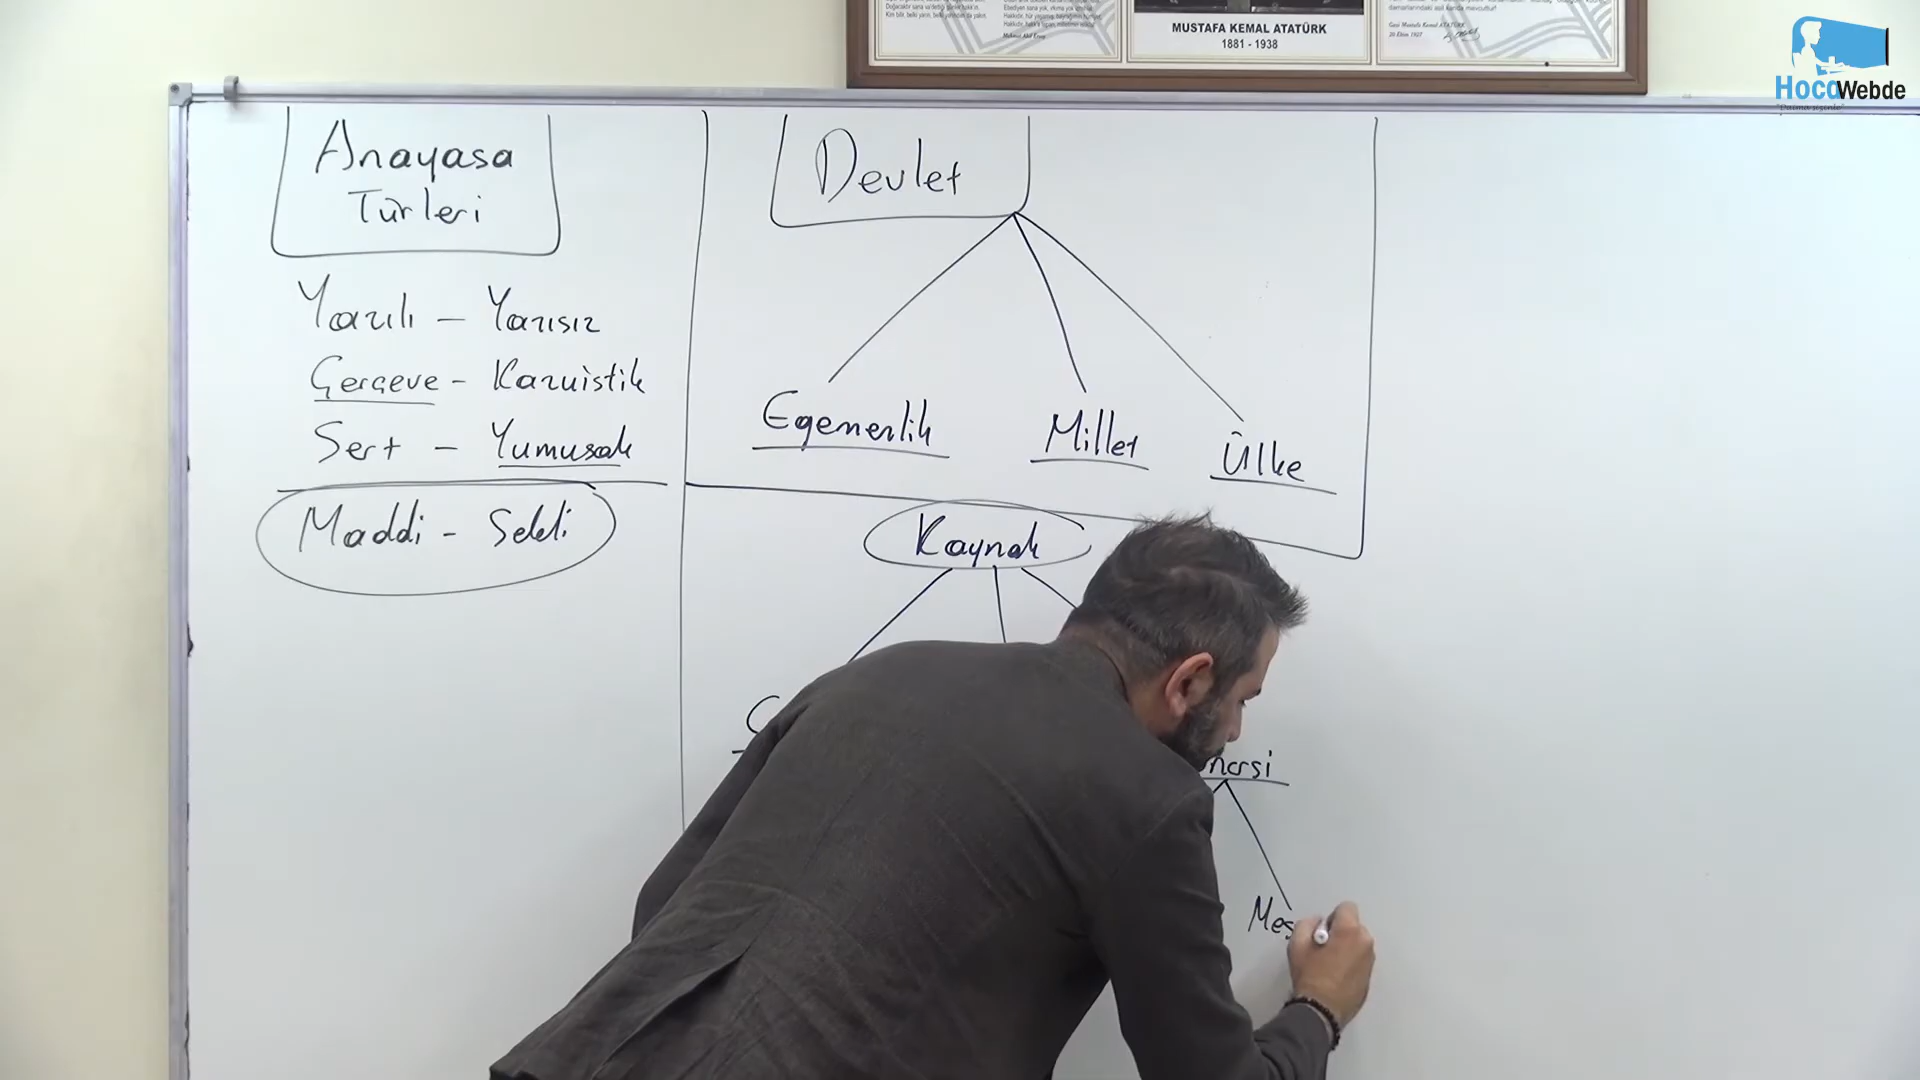 MUSTAFA KEMAL ATATÜRK
1881 - 1938
HocaWebde
Anayasa
Türleri
Yazılı - Yazısız
Çerçeve - Kazuistik
Sert - Yumuşak
Maddi - Şekli
Devlet
Egemenlik
Millet
Ülke
Kaynak